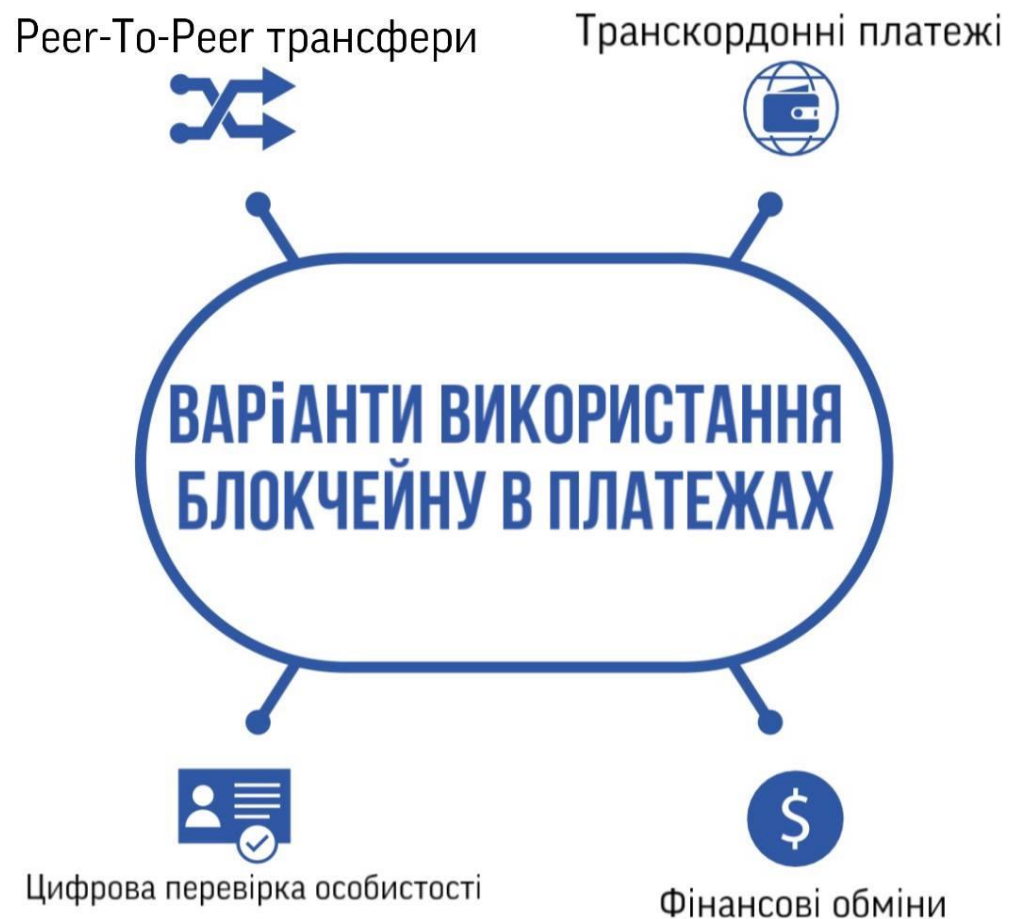 Peer-To-Peer трансфери
Транскордонні платежі
ВАРіАНТИ ВИКОРИСТАННЯ
БЛОКЧЕЙНУ В ПЛАТЕЖАХ
Цифрова перевірка особистості
Фінансові обміни